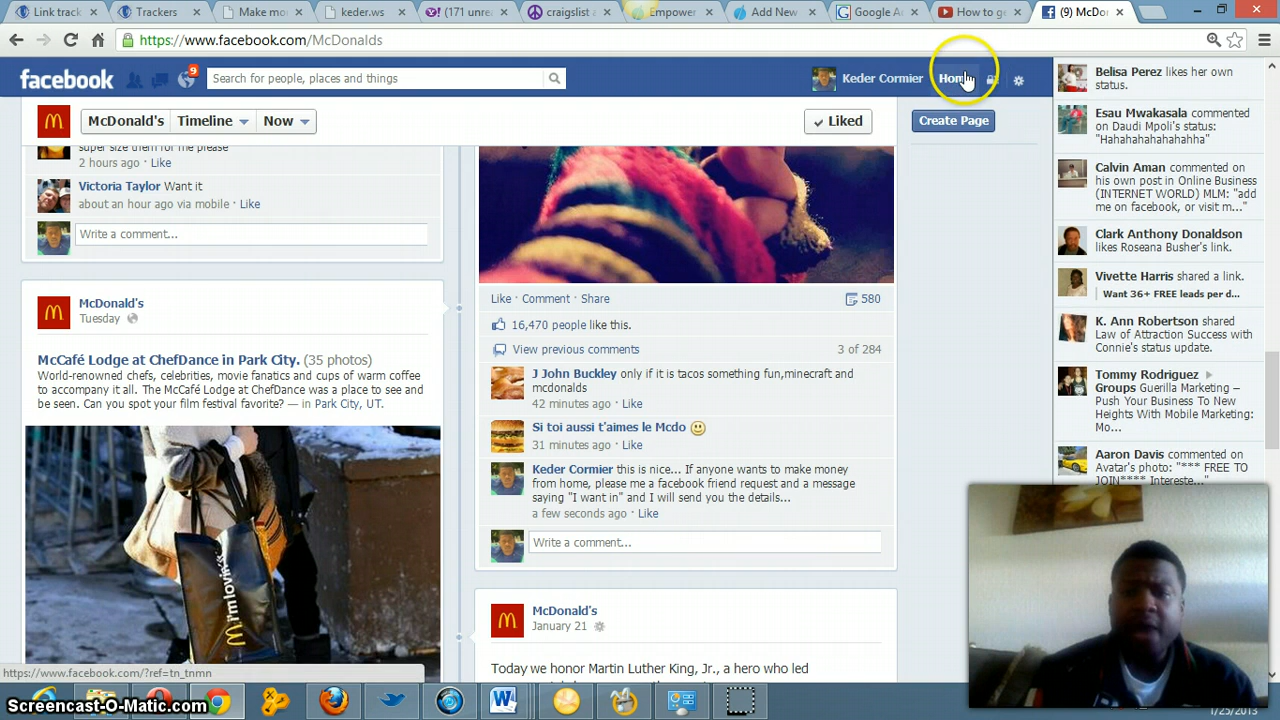 Link track
Trackers
Make mo
keder.ws
(171 unre
craigslist a
Empower
Add New
Google A
How to g
(9) McDo
https://www.facebook.com/McDonalds
facebook
9
Search for people, places and things
Keder Cormier
Hom
McDonald's
Timeline
Now
Liked
Create Page
super size them for me please
2 hours ago · Like
Victoria Taylor Want it
about an hour ago via mobile · Like
Write a comment...
McDonald's
Tuesday
McCafé Lodge at ChefDance in Park City. (35 photos)
World-renowned chefs, celebrities, movie fanatics and cups of warm coffee
to accompany it all. The McCafé Lodge at ChefDance was a place to see and
be seen. Can you spot your film festival favorite? — in Park City, UT.
i'm lovin'
Like · Comment · Share
580
16,470 people like this.
View previous comments
3 of 284
J John Buckley only if it is tacos something fun,minecraft and
mcdonalds
42 minutes ago · Like
Si toi aussi t'aimes le Mcdo
31 minutes ago · Like
Keder Cormier this is nice... If anyone wants to make money
from home, please me a facebook friend request and a message
saying "I want in" and I will send you the details...
a few seconds ago · Like
Write a comment...
McDonald's
January 21
Today we honor Martin Luther King, Jr., a hero who led
Belisa Perez likes her own
status.
Esau Mwakasala
commented on Daudi Mpoli's status:
"Hahahahahahahahha"
Calvin Aman commented on
his own post in Online Business
(INTERNET WORLD) MLM: "add
me on facebook, or visit m..."
Clark Anthony Donaldson
likes Roseana Busher's link.
Vivette Harris shared a link.
Want 36+ FREE leads per d...
K. Ann Robertson shared
Law of Attraction Success with
Connie's status update.
Tommy Rodriguez
Groups Guerilla Marketing –
Push Your Business To New
Heights With Mobile Marketing:
Mo...
Aaron Davis commented on
Avatar's photo: "*** FREE TO
JOIN**** Intereste..."
https://www.facebook.com/?ref=tn_tnmn
Screencast-O-Matic.com
1/25/2013